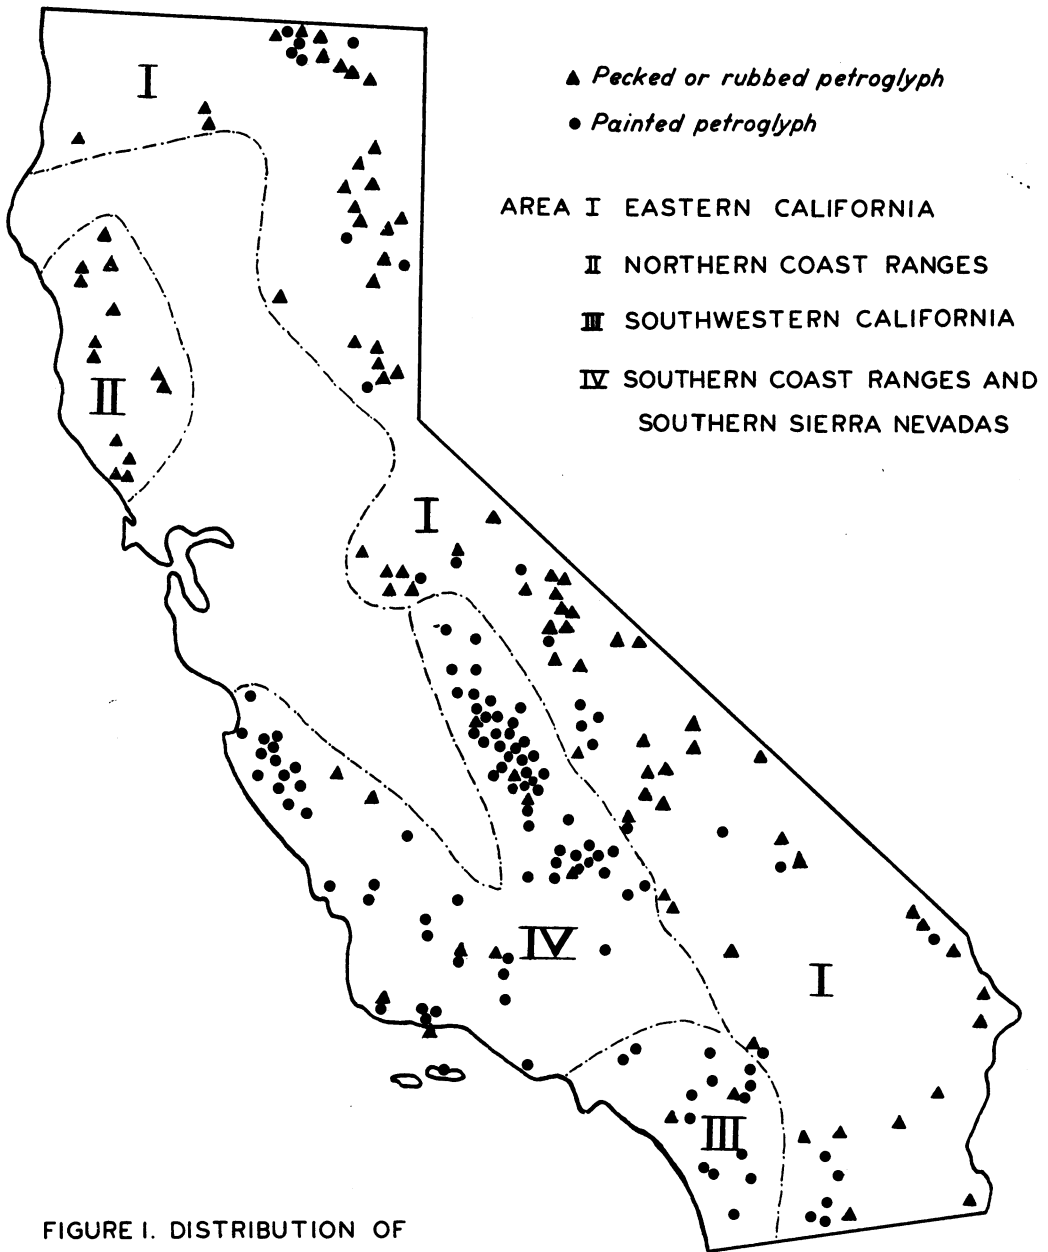 ▲ Pecked or rubbed petroglyph
● Painted petroglyph
AREA I EASTERN CALIFORNIA
II NORTHERN COAST RANGES
III SOUTHWESTERN CALIFORNIA
IV SOUTHERN COAST RANGES AND
SOUTHERN SIERRA NEVADAS
I
II
I
IV
I
III
FIGURE I. DISTRIBUTION OF